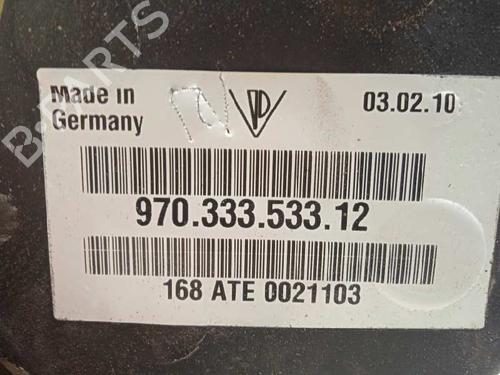 B-PARTS
Made in
Germany
03.02.10
970.333.533.12
168 ATE 0021103